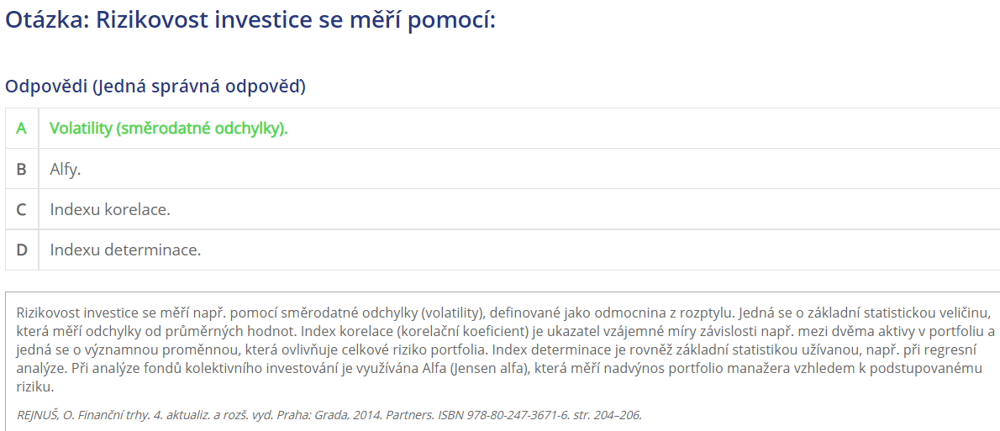 Otázka: Rizikovost investice se měří pomocí:
Odpovědi (Jedná správná odpověď)
A Volatility (směrodatné odchylky).
B Alfy.
C Indexu korelace.
D Indexu determinace.
Rizikovost investice se měří např. pomocí směrodatné odchylky (volatility), definované jako odmocnina z rozptylu. Jedná se o základní statistickou veličinu,
která měří odchylky od průměrných hodnot. Index korelace (korelační koeficient) je ukazatel vzájemné míry závislosti např. mezi dvěma aktivy v portfoliu a
jedná se o významnou proměnnou, která ovlivňuje celkové riziko portfolia. Index determinace je rovněž základní statistikou užívanou, např. při regresní
analýze. Při analýze fondů kolektivního investování je využívána Alfa (Jensen alfa), která měří nadvýnos portfolio manažera vzhledem k podstupovanému
riziku.
REJNUŠ, O. Finanční trhy. 4. aktualiz. a rozš. vyd. Praha: Grada, 2014. Partners. ISBN 978-80-247-3671-6. str. 204–206.